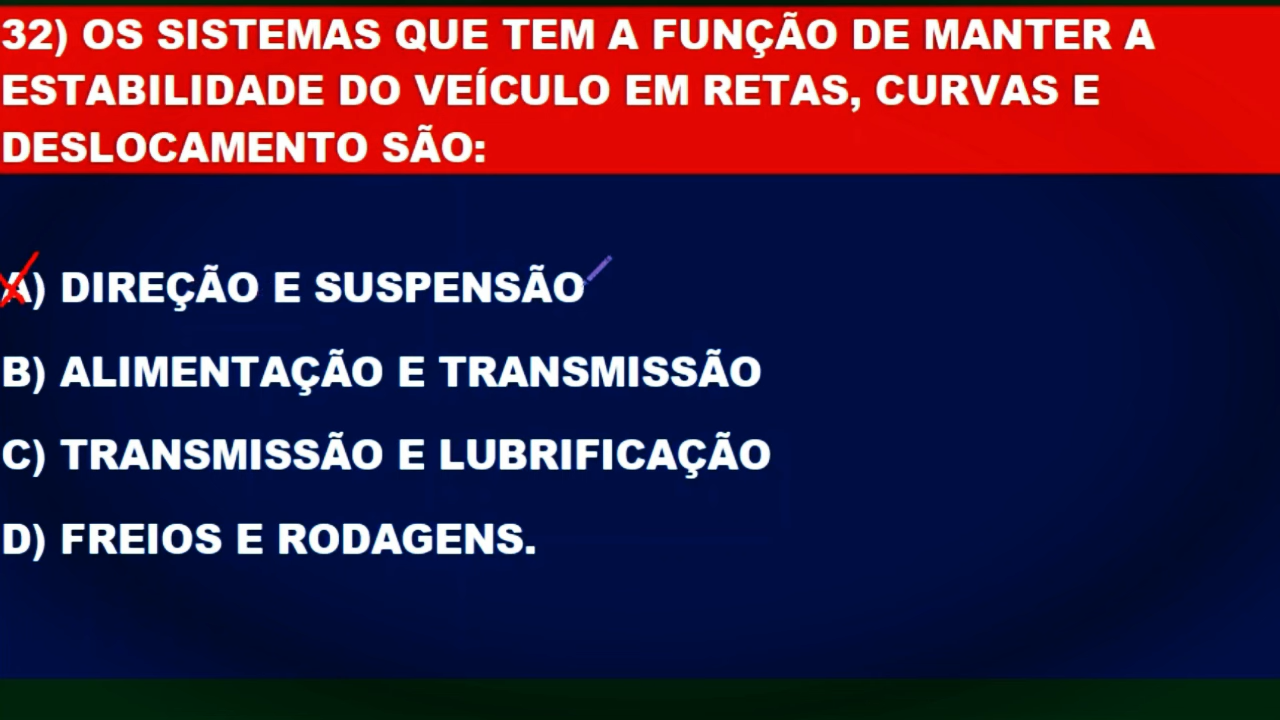 32) OS SISTEMAS QUE TEM A FUNÇÃO DE MANTER A
ESTABILIDADE DO VEÍCULO EM RETAS, CURVAS E
DESLOCAMENTO SÃO:
A) DIREÇÃO E SUSPENSÃO
B) ALIMENTAÇÃO E TRANSMISSÃO
C) TRANSMISSÃO E LUBRIFICAÇÃO
D) FREIOS E RODAGENS.